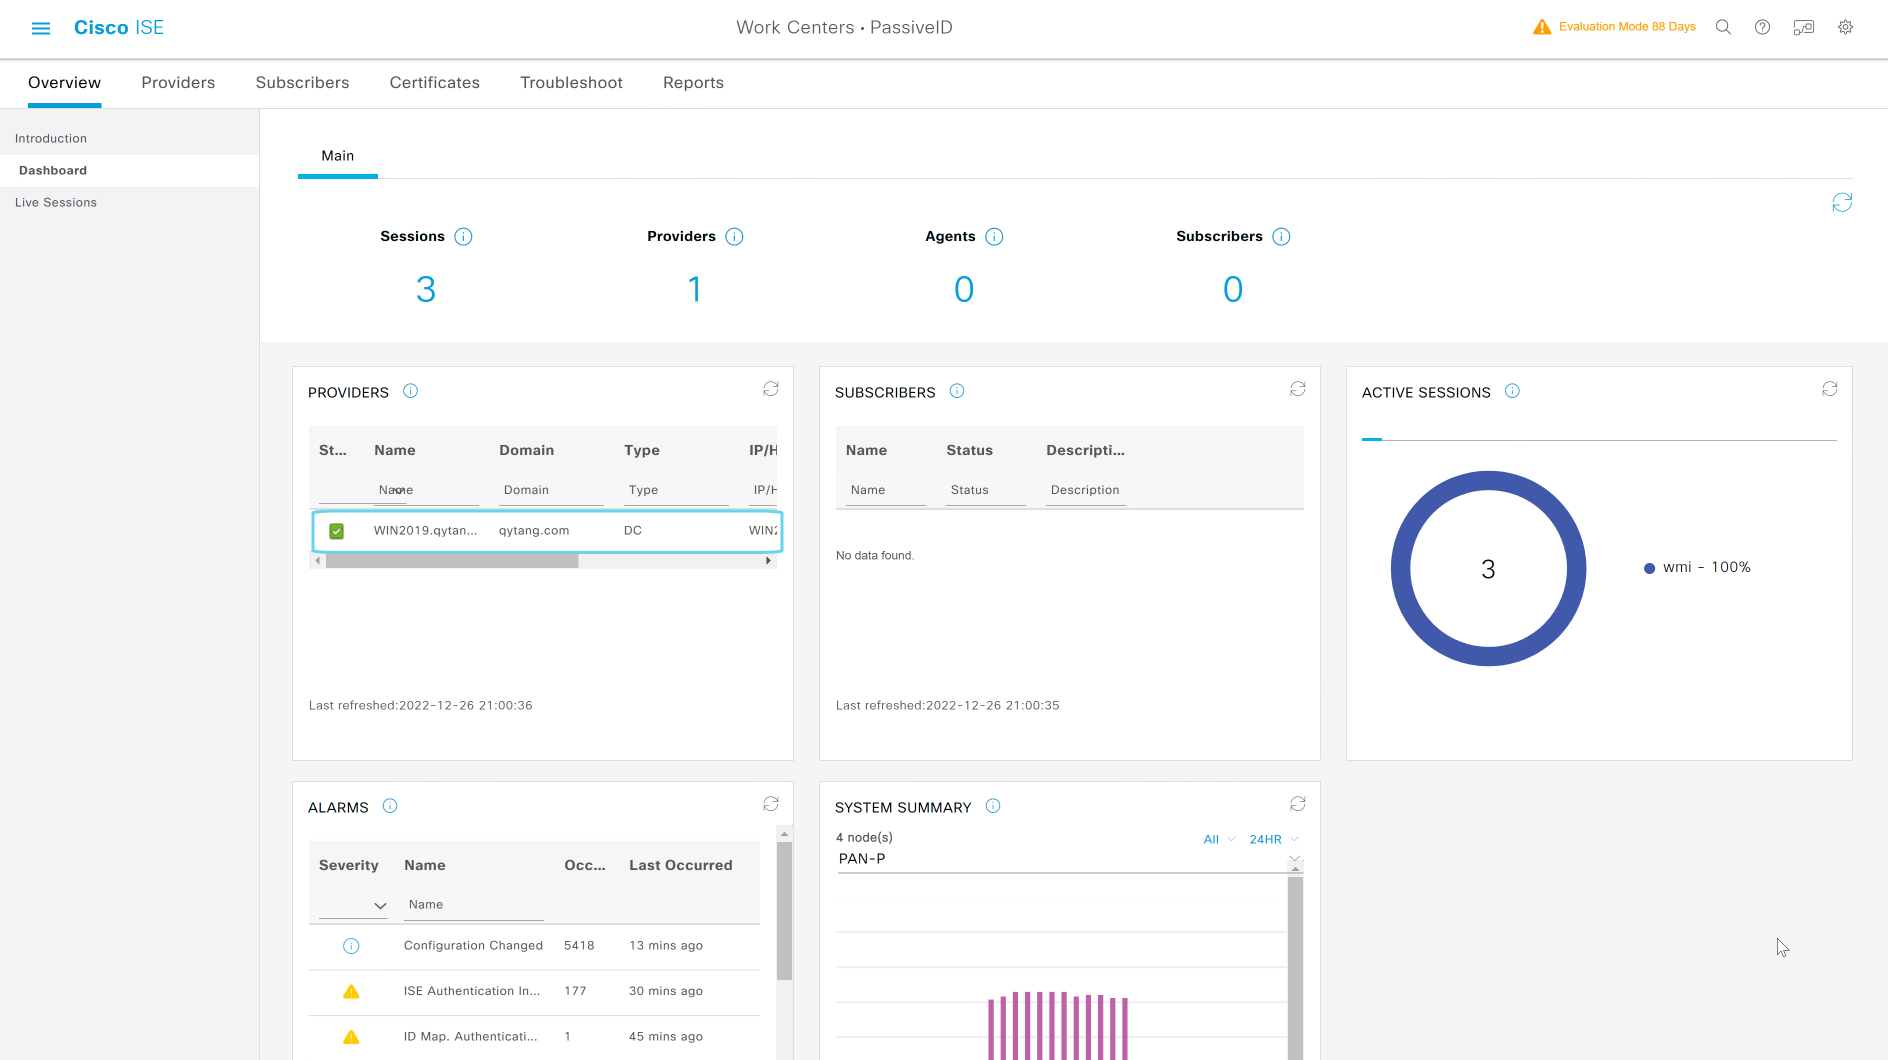 Cisco ISE
Work Centers • PassiveID
Evaluation Mode 88 Days
Overview Providers Subscribers Certificates Troubleshoot Reports
Introduction
Dashboard
Live Sessions
Main
Sessions Providers Agents Subscribers
3 1 0 0
PROVIDERS
St... Name Domain Type IP/H
Name Domain Type IP/H
WIN2019.qytan... qytang.com DC WIN2
Last refreshed:2022-12-26 21:00:36
SUBSCRIBERS
Name Status Descripti...
Name Status Description
No data found.
Last refreshed:2022-12-26 21:00:35
ACTIVE SESSIONS
3
wmi - 100%
ALARMS
Severity Name Occ... Last Occurred
Name
Configuration Changed 5418 13 mins ago
ISE Authentication In... 177 30 mins ago
ID Map. Authenticati... 1 45 mins ago
SYSTEM SUMMARY
4 node(s)
All 24HR
PAN-P